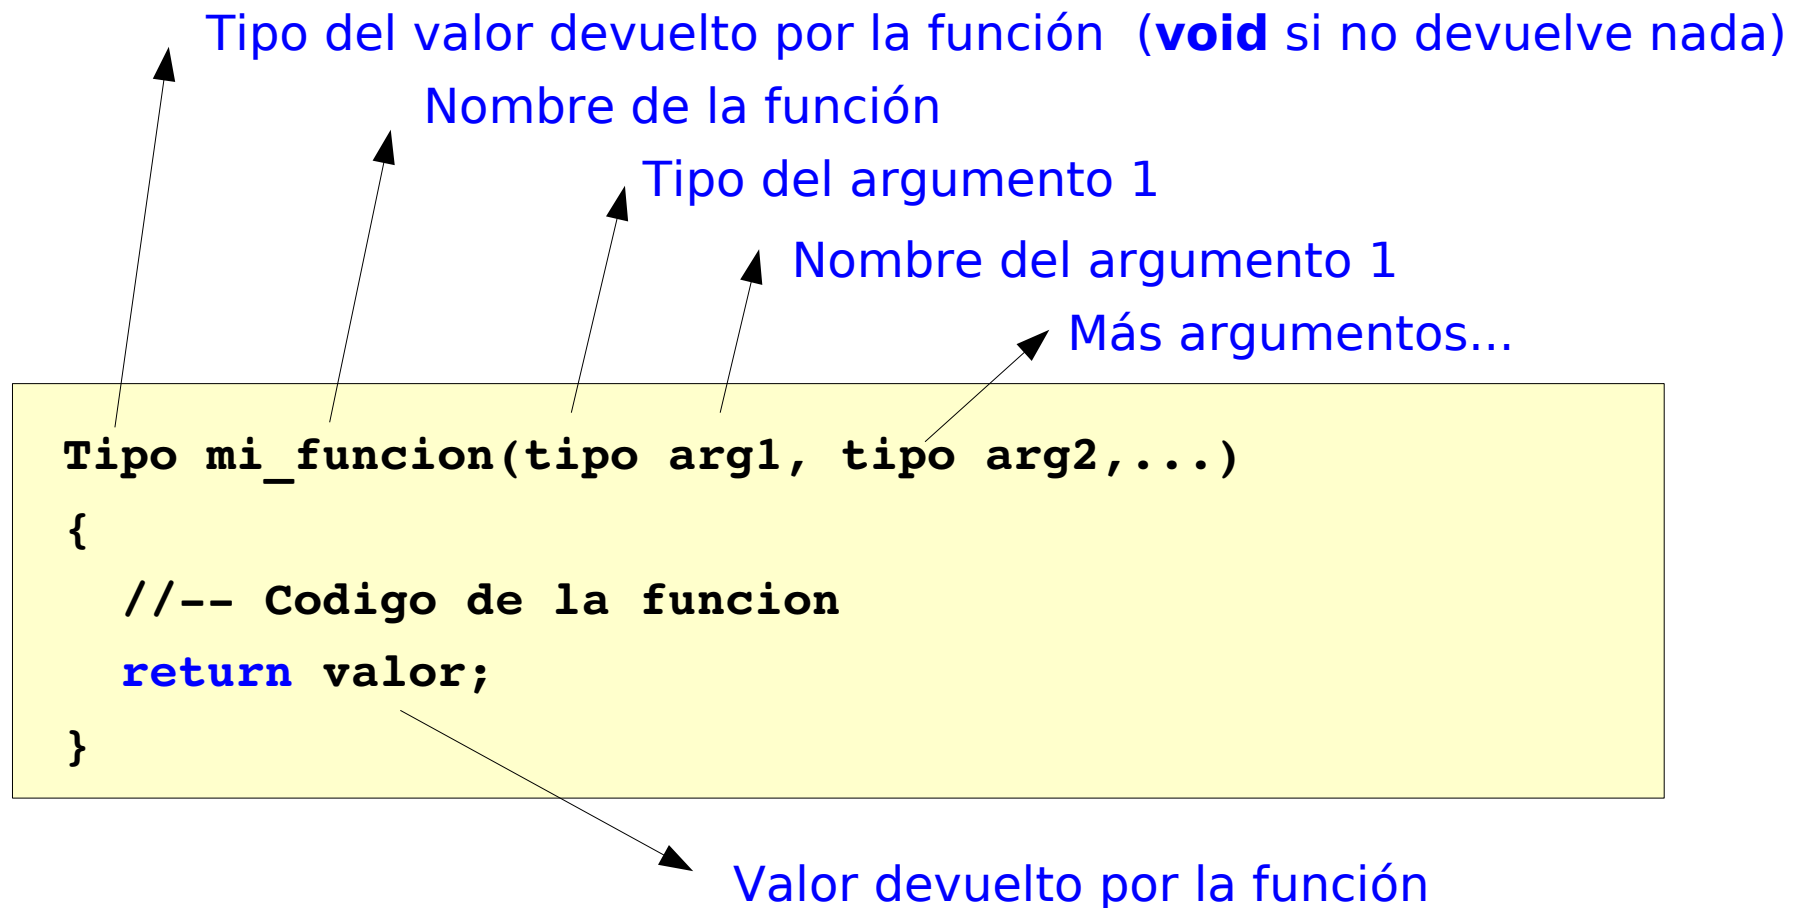 Tipo del valor devuelto por la función (void si no devuelve nada)
Nombre de la función
Tipo del argumento 1
Nombre del argumento 1
Más argumentos...
Tipo mi_funcion(tipo arg1, tipo arg2,...)
{
//-- Codigo de la funcion
return valor;
}
Valor devuelto por la función